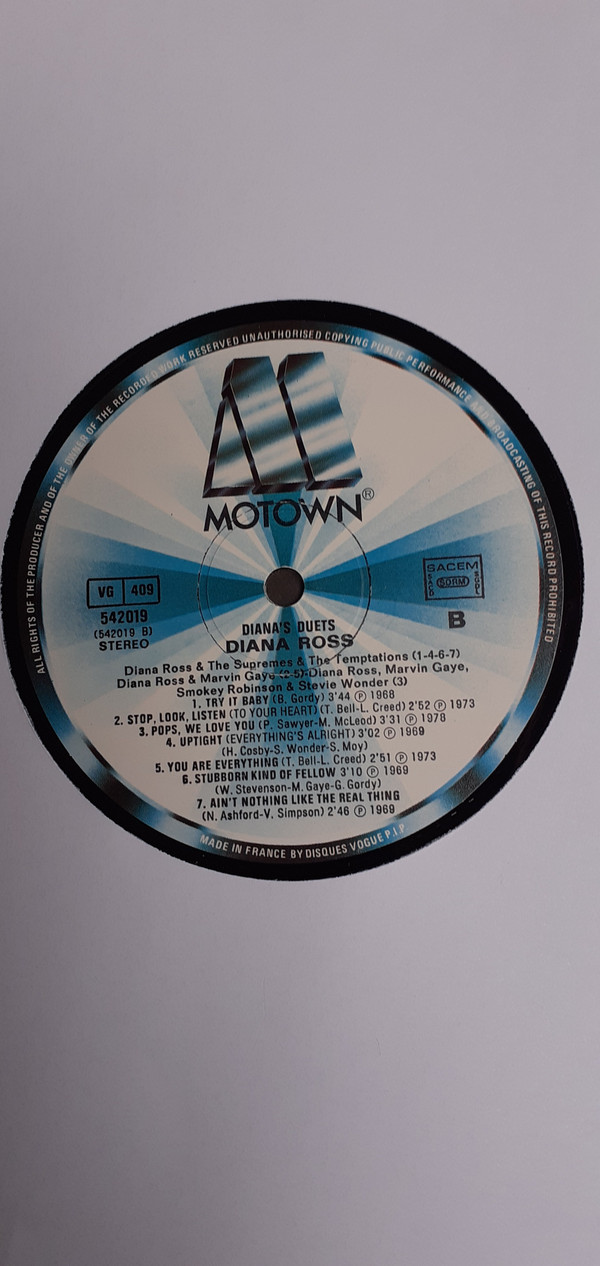 ALL RIGHTS OF THE PRODUCER AND OF THE OWNER OF THE RECORDED WORK RESERVED UNAUTHORISED COPYING PUBLIC PERFORMANCE AND BROADCASTING OF THIS RECORD PROHIBITED
MOTOWN®
VG 409
542019
(542019 B)
STEREO
SACEM
SACD SDRM SGDL
B
DIANA'S DUETS
DIANA ROSS
Diana Ross & The Supremes & The Temptations (1-4-6-7)
Diana Ross & Marvin Gaye (2-5)-Diana Ross, Marvin Gaye,
Smokey Robinson & Stevie Wonder (3)
1. TRY IT BABY (B. Gordy) 3'44 Ⓟ 1968
2. STOP, LOOK, LISTEN (TO YOUR HEART) (T. Bell-L. Creed) 2'52 Ⓟ 1973
3. POPS, WE LOVE YOU (P. Sawyer-M. McLeod) 3'31 Ⓟ 1978
4. UPTIGHT (EVERYTHING'S ALRIGHT) 3'02 Ⓟ 1969
(H. Cosby-S. Wonder-S. Moy)
5. YOU ARE EVERYTHING (T. Bell-L. Creed) 2'51 Ⓟ 1973
6. STUBBORN KIND OF FELLOW 3'10 Ⓟ 1969
(W. Stevenson-M. Gaye-G. Gordy)
7. AIN'T NOTHING LIKE THE REAL THING
(N. Ashford-V. Simpson) 2'46 Ⓟ 1969
MADE IN FRANCE BY DISQUES VOGUE P.I.P